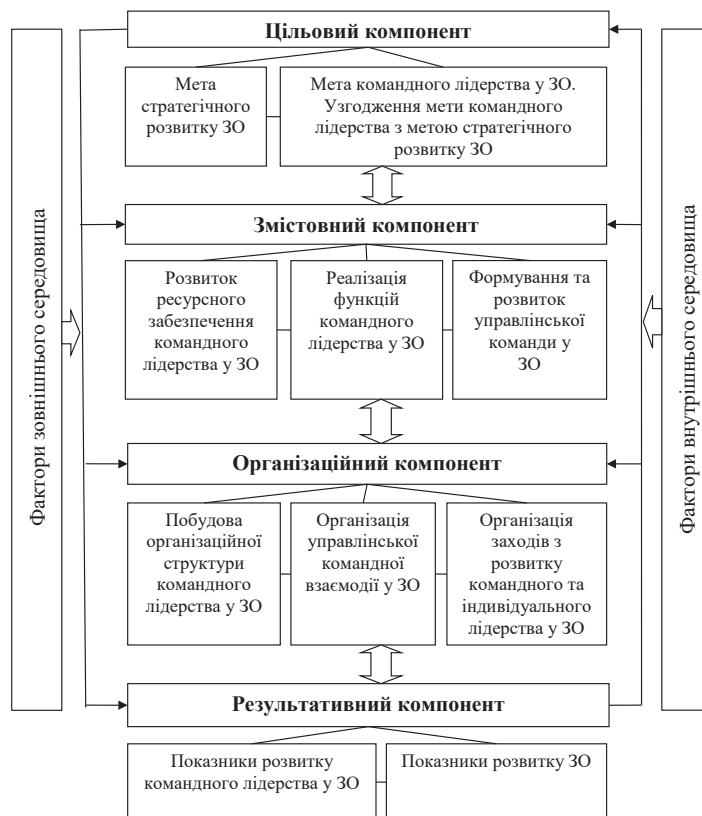 Цільовий компонент
Мета
стратегічного
розвитку ЗО
Мета командного лідерства у ЗО.
Узгодження мети командного
лідерства з метою стратегічного
розвитку ЗО
Змістовний компонент
Розвиток
ресурсного
забезпечення
командного
лідерства у ЗО
Реалізація
функцій
командного
лідерства у ЗО
Формування та
розвиток
управлінської
команди у
ЗО
Організаційний компонент
Побудова
організаційної
структури
командного
лідерства у ЗО
Організація
управлінської
командної
взаємодії у ЗО
Організація
заходів з
розвитку
командного та
індивідуального
лідерства у ЗО
Результативний компонент
Показники розвитку
командного лідерства у ЗО
Показники розвитку ЗО
Фактори зовнішнього середовища
Фактори внутрішнього середовища